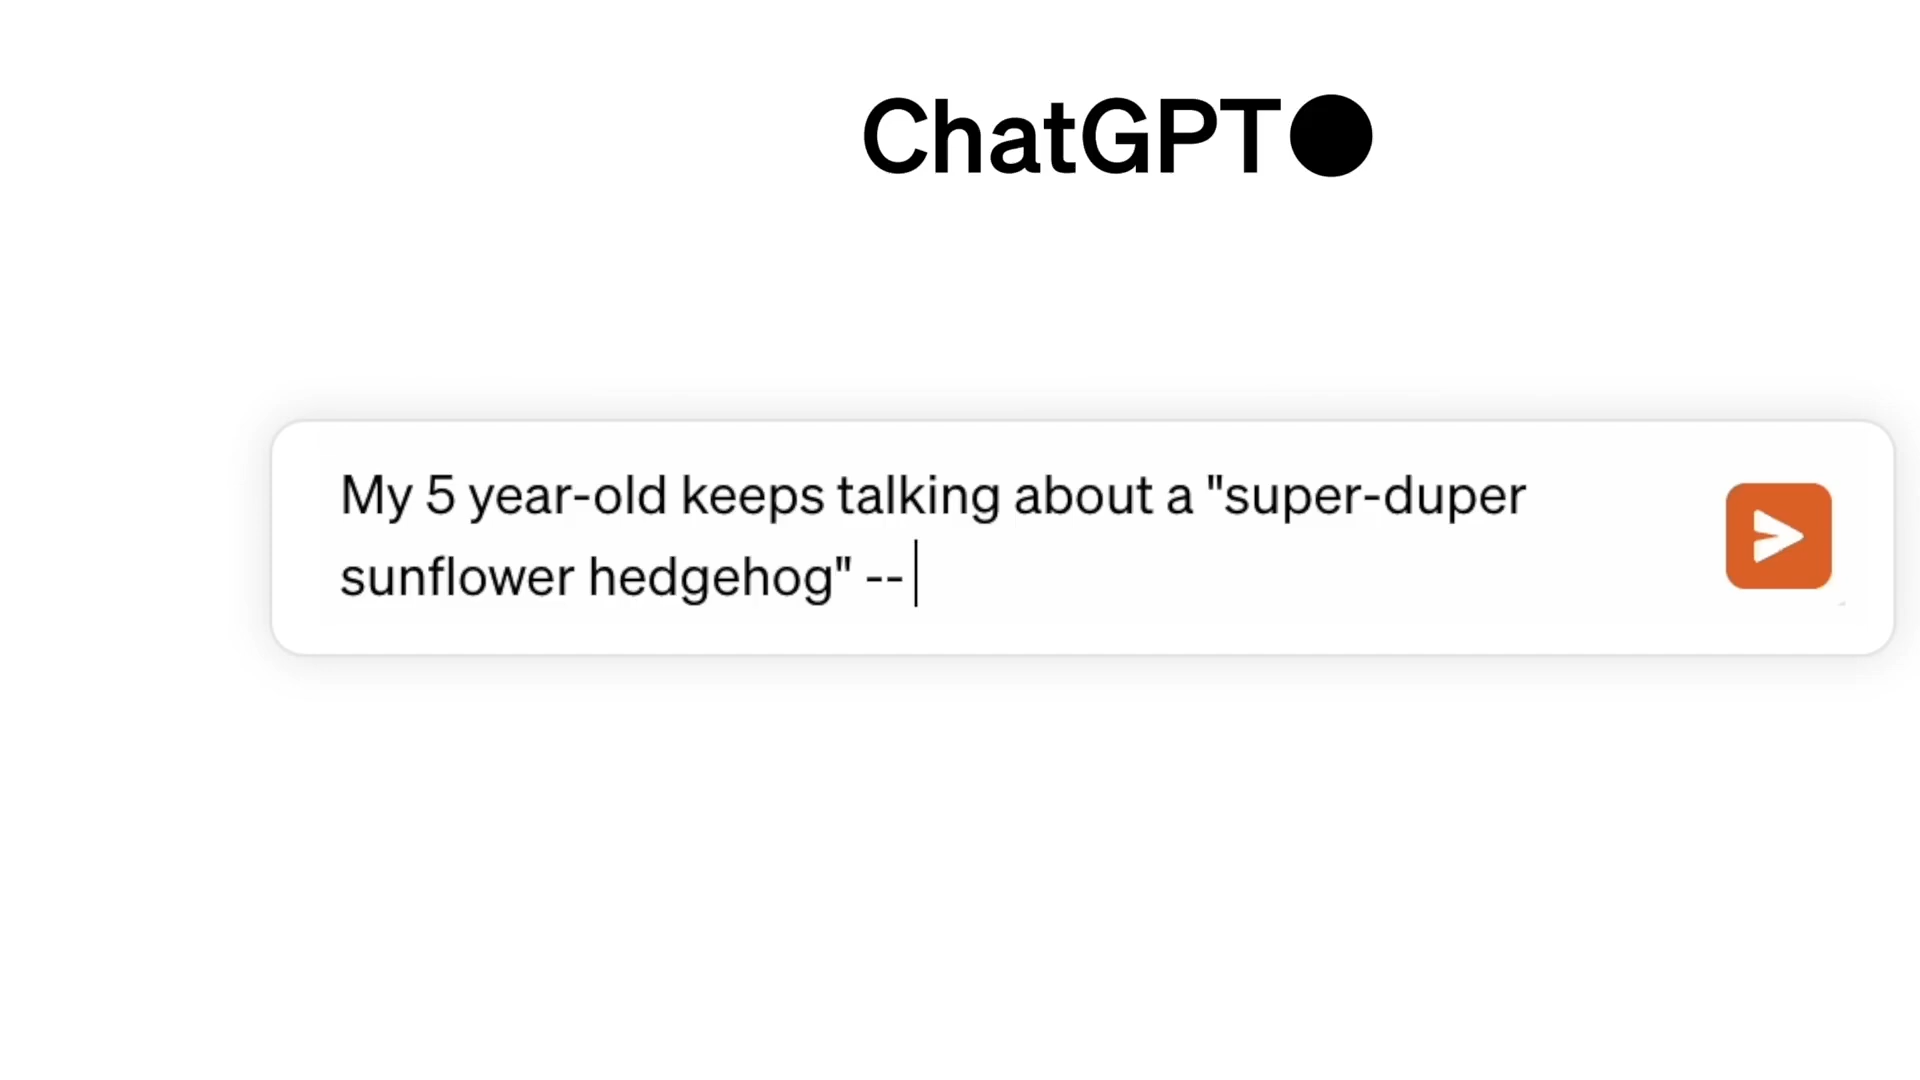 ChatGPT
My 5 year-old keeps talking about a "super-duper
sunflower hedgehog" --